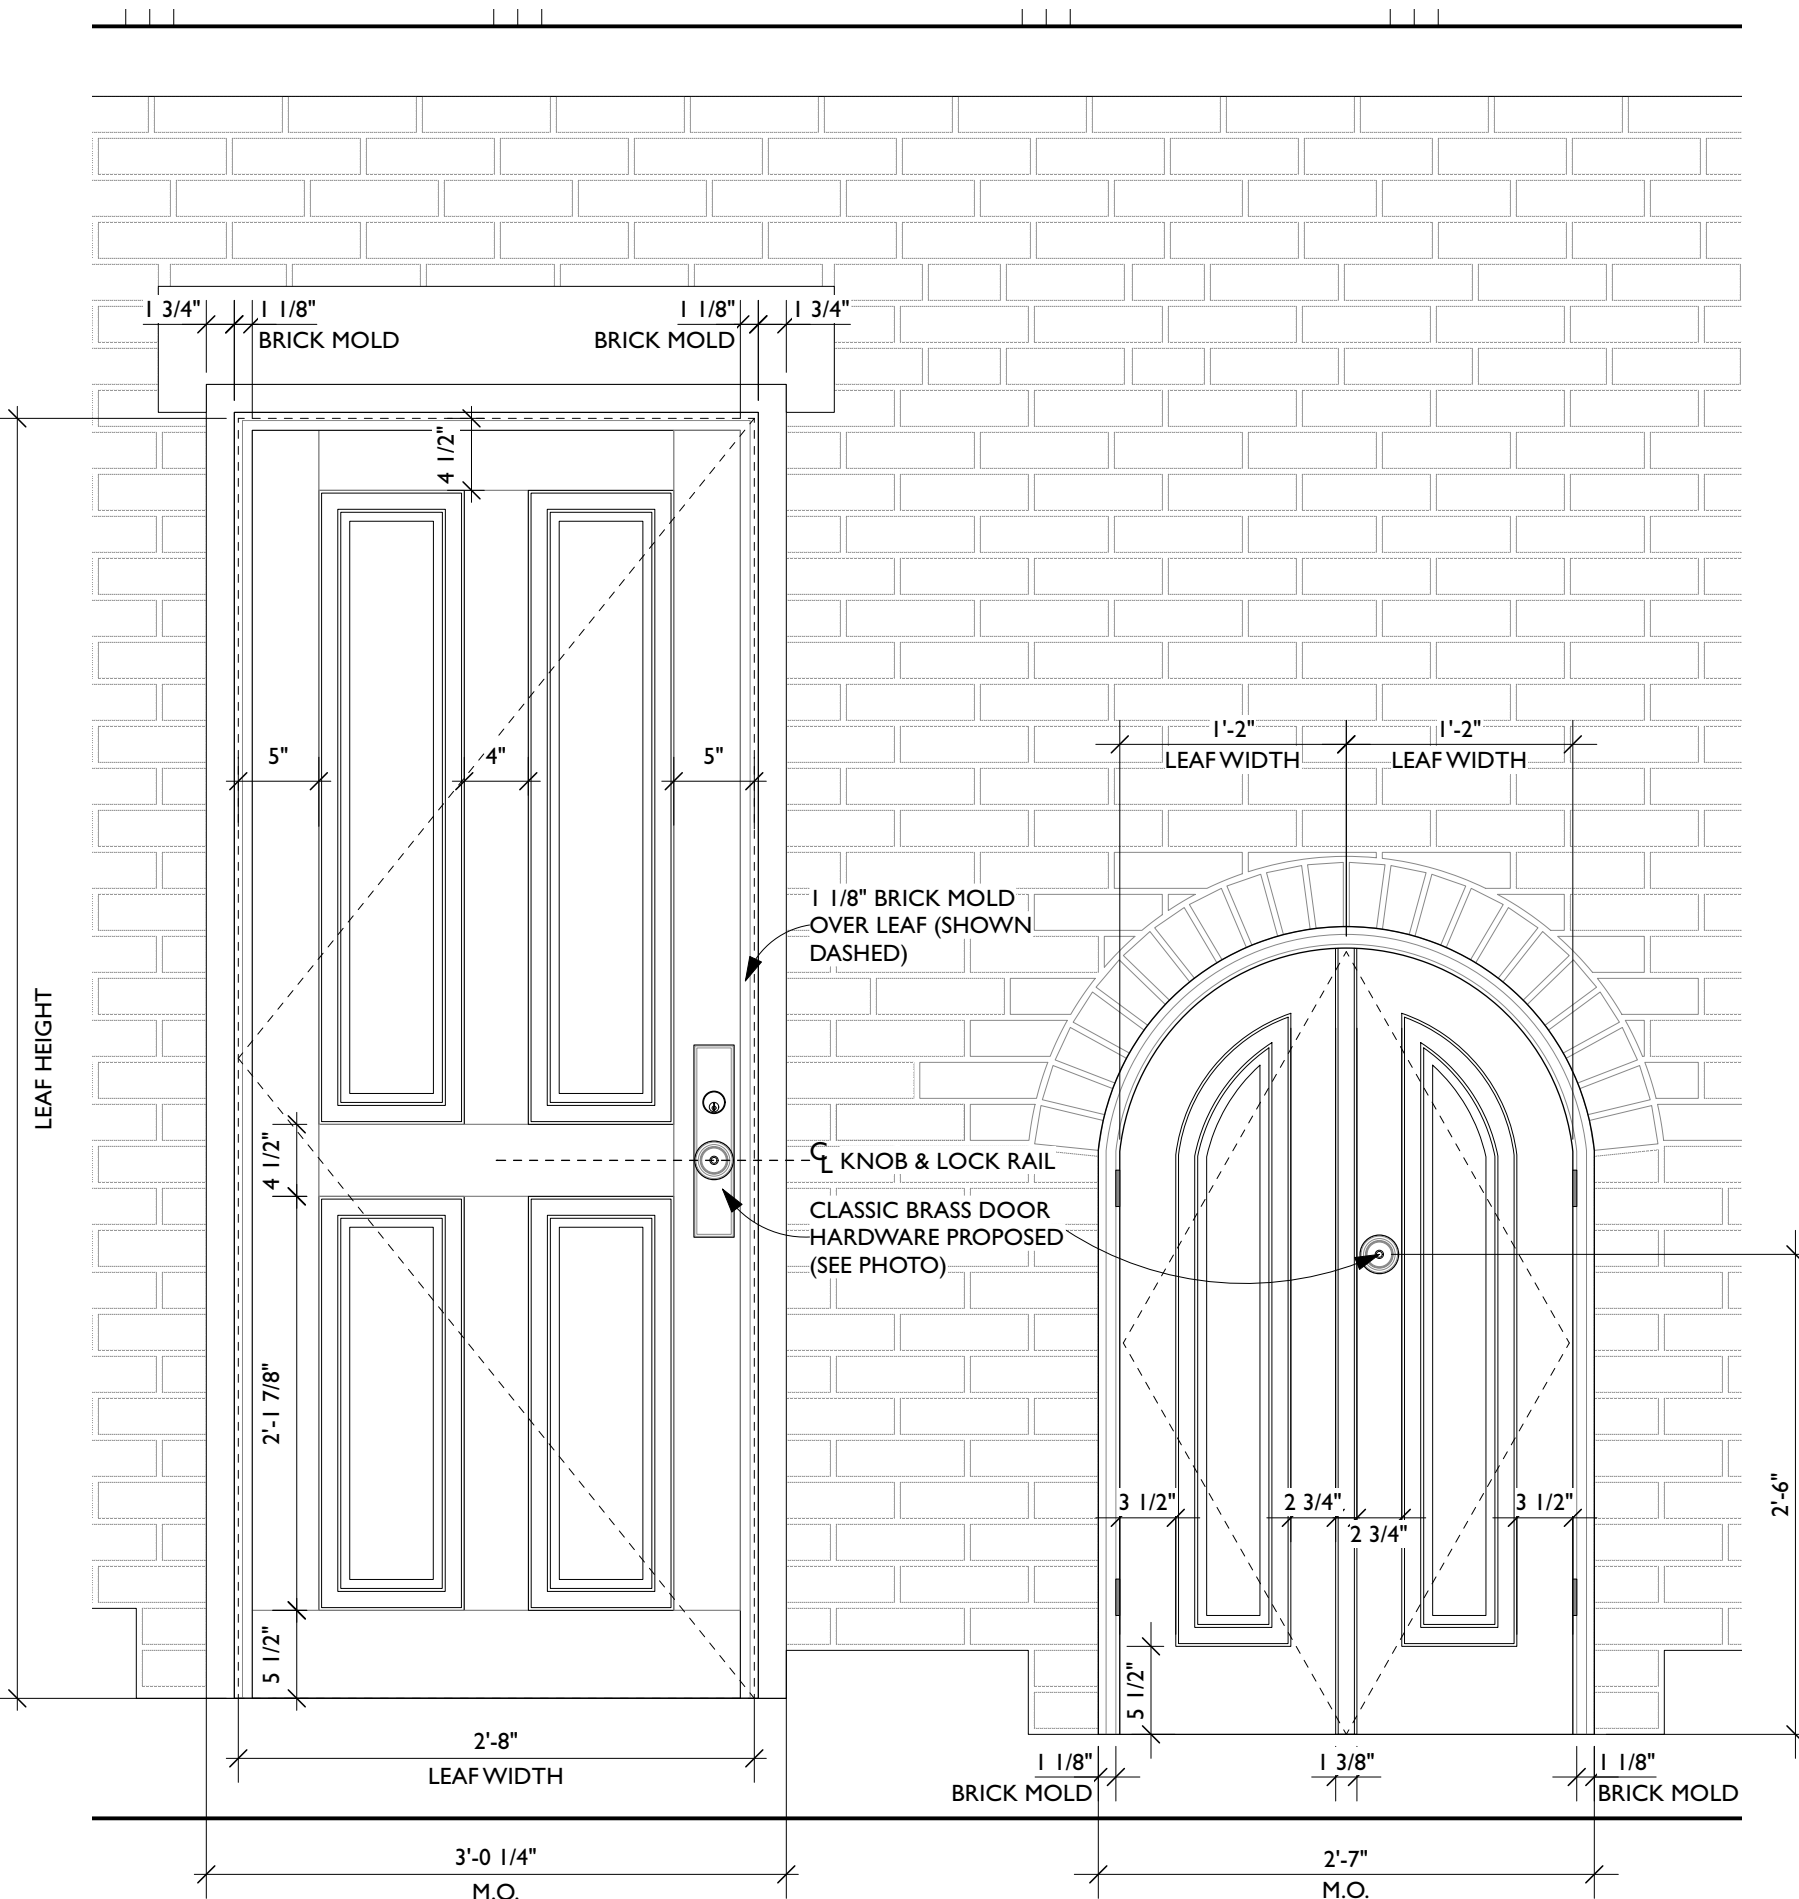 1 3/4"
1 1/8"
BRICK MOLD
1 1/8"
BRICK MOLD
1 3/4"
4 1/2"
5"
4"
5"
LEAF HEIGHT
1 1/8" BRICK MOLD
OVER LEAF (SHOWN
DASHED)
CL KNOB & LOCK RAIL
CLASSIC BRASS DOOR
HARDWARE PROPOSED
(SEE PHOTO)
4 1/2"
2'-1 7/8"
5 1/2"
2'-8"
LEAF WIDTH
3'-0 1/4"
M.O.
1'-2"
LEAF WIDTH
1'-2"
LEAF WIDTH
3 1/2"
2 3/4"
2 3/4"
3 1/2"
2'-6"
5 1/2"
1 1/8"
BRICK MOLD
1 3/8"
1 1/8"
BRICK MOLD
2'-7"
M.O.